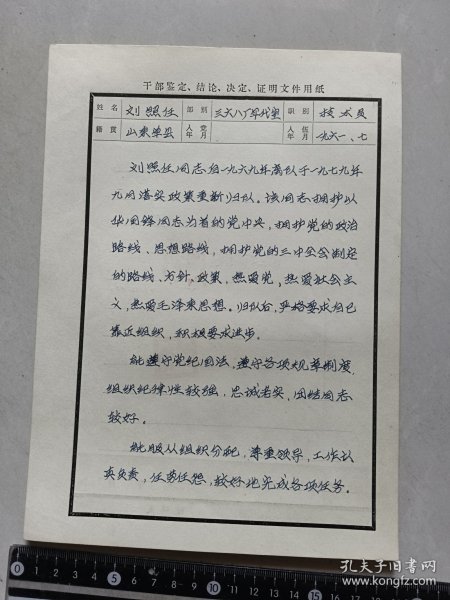 干部鉴定、结论、决定、证明文件用纸
姓名 刘照任 部别 三六八厂军代室 职别 技术员
籍贯 山东单县 入党年月 入伍年月 一九六一、七
刘照任同志自一九六九年离队于一九七九年
九月落实政策重新归队。该同志拥护以
华国锋同志为首的党中央，拥护党的政治
路线、思想路线，拥护党的三中全会制定
的路线、方针、政策，热爱党，热爱社会主
义，热爱毛泽东思想。归队后，严格要求自己
靠近组织，积极要求进步。
能遵守党纪国法，遵守各项规章制度，
组织纪律性较强，忠诚老实，团结同志
较好。
能服从组织分配，尊重领导，工作认
真负责，任劳任怨，较好地完成各项任务。
0 5 10 15
孔夫子旧书网
www.kongfz.com